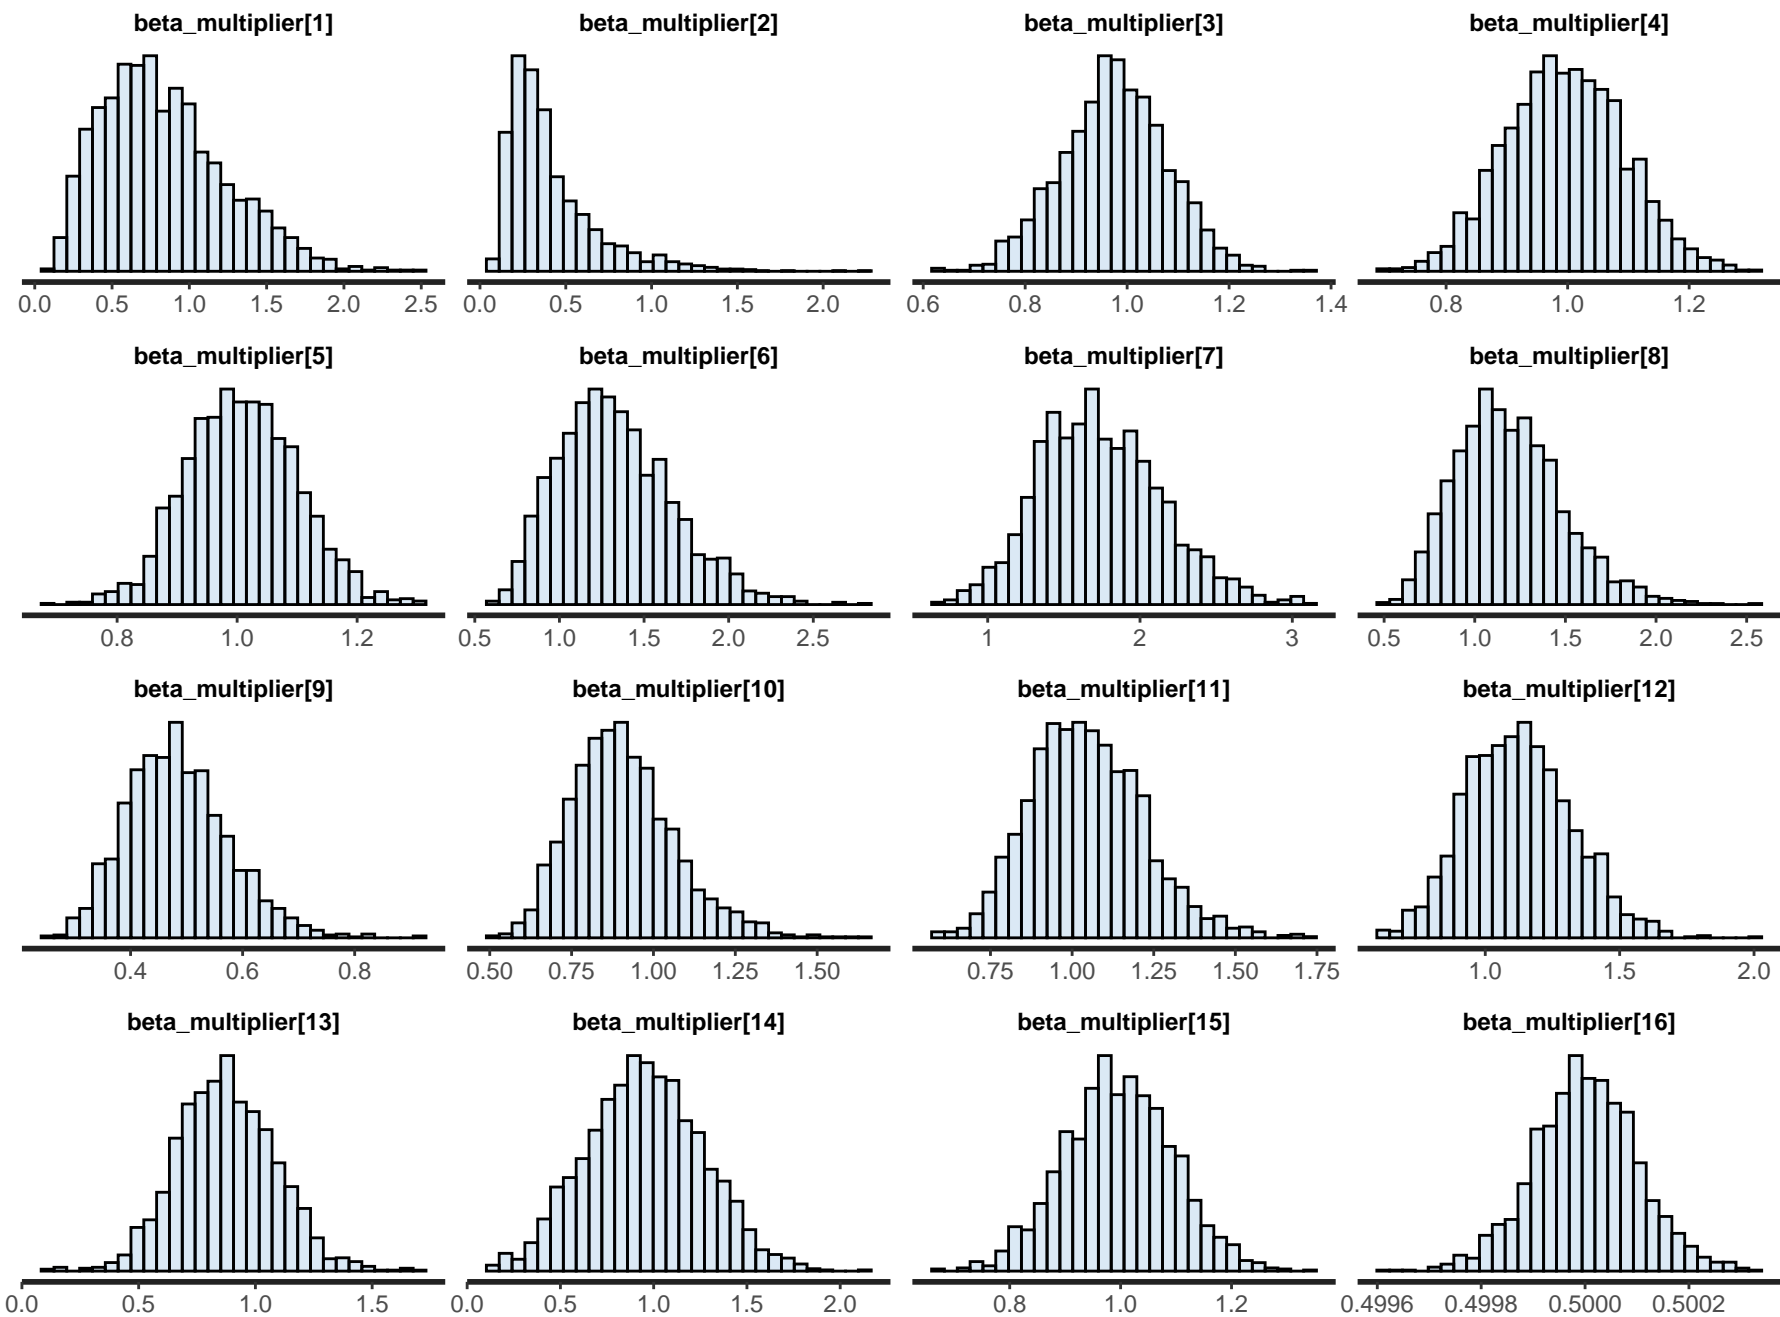 beta_multiplier[1] beta_multiplier[2] beta_multiplier[3] beta_multiplier[4]
0.0 0.5 1.0 1.5 2.0 2.5 0.0 0.5 1.0 1.5 2.0 0.6 0.8 1.0 1.2 1.4 0.8 1.0 1.2
beta_multiplier[5] beta_multiplier[6] beta_multiplier[7] beta_multiplier[8]
0.8 1.0 1.2 0.5 1.0 1.5 2.0 2.5 1 2 3 0.5 1.0 1.5 2.0 2.5
beta_multiplier[9] beta_multiplier[10] beta_multiplier[11] beta_multiplier[12]
0.4 0.6 0.8 0.50 0.75 1.00 1.25 1.50 0.75 1.00 1.25 1.50 1.75 1.0 1.5 2.0
beta_multiplier[13] beta_multiplier[14] beta_multiplier[15] beta_multiplier[16]
0.0 0.5 1.0 1.5 0.0 0.5 1.0 1.5 2.0 0.8 1.0 1.2 0.4996 0.4998 0.5000 0.5002